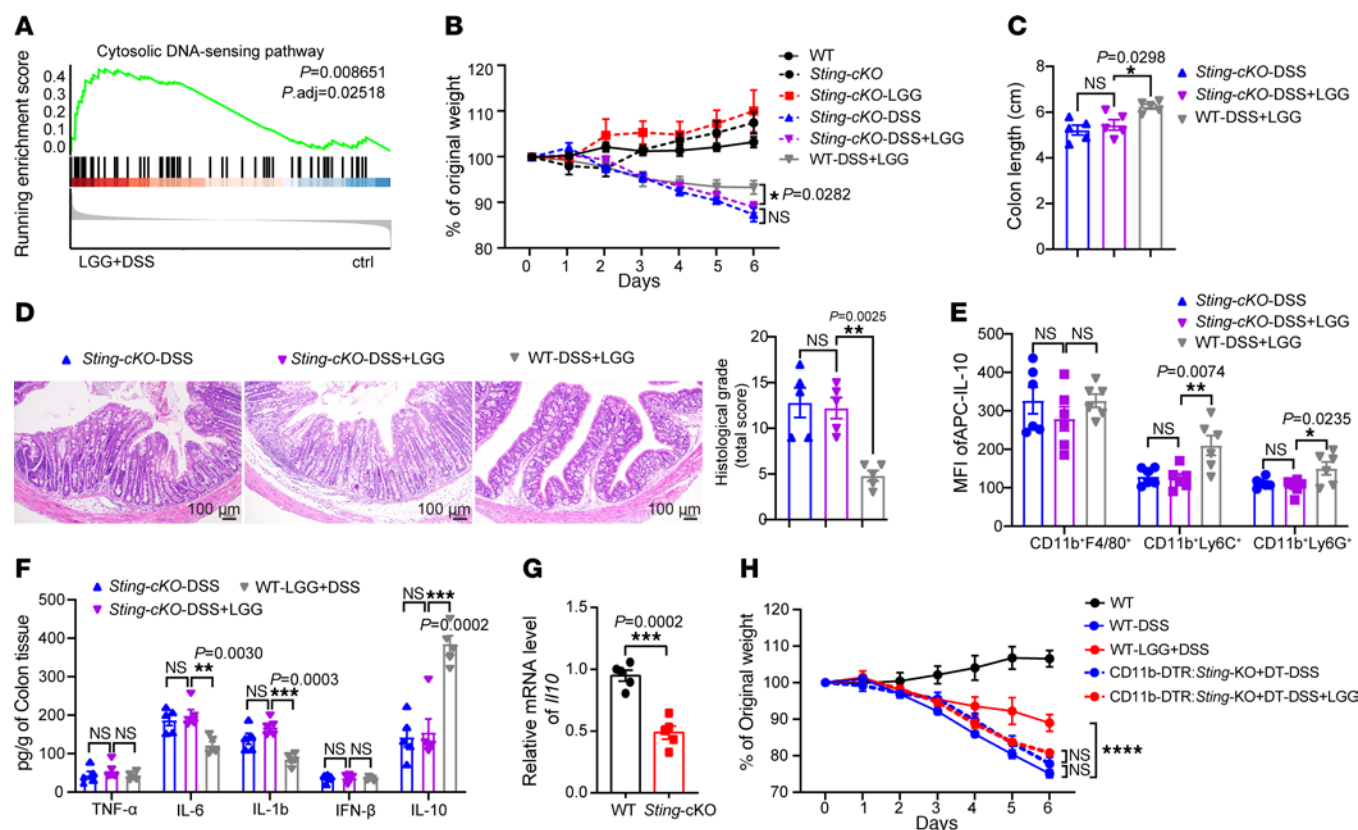 A
Cytosolic DNA-sensing pathway
P=0.008651
P.adj=0.02518
Running enrichment score
0.4
0.3
0.2
0.1
0.0
LGG+DSS
ctrl
B
% of original weight
120
110
100
90
80
0
1
2
3
4
5
6
Days
WT
Sting-cKO
Sting-cKO-LGG
Sting-cKO-DSS
Sting-cKO-DSS+LGG
WT-DSS+LGG
* P=0.0282
NS
C
Colon length (cm)
8
6
4
2
0
P=0.0298
NS
*
Sting-cKO-DSS
Sting-cKO-DSS+LGG
WT-DSS+LGG
D
Sting-cKO-DSS
Sting-cKO-DSS+LGG
WT-DSS+LGG
100 µm
100 µm
100 µm
Histological grade
(total score)
20
15
10
5
0
P=0.0025
NS
**
E
Sting-cKO-DSS
Sting-cKO-DSS+LGG
WT-DSS+LGG
MFI ofAPC-IL-10
500
400
300
200
100
0
NS
NS
P=0.0074
NS
**
P=0.0235
NS
*
CD11b+F4/80+
CD11b+Ly6C+
CD11b+Ly6G+
F
Sting-cKO-DSS
WT-LGG+DSS
Sting-cKO-DSS+LGG
pg/g of Colon tissue
500
400
300
200
100
0
NS
NS
NS
**
P=0.0030
NS
***
P=0.0003
NS
NS
NS
***
P=0.0002
TNF-α
IL-6
IL-1b
IFN-β
IL-10
G
Relative mRNA level
of Il10
1.5
1.0
0.5
0.0
P=0.0002
***
WT
Sting-cKO
H
% of Original weight
120
110
100
90
80
70
0
1
2
3
4
5
6
Days
WT
WT-DSS
WT-LGG+DSS
CD11b-DTR:Sting-KO+DT-DSS
CD11b-DTR:Sting-KO+DT-DSS+LGG
NS
NS
****